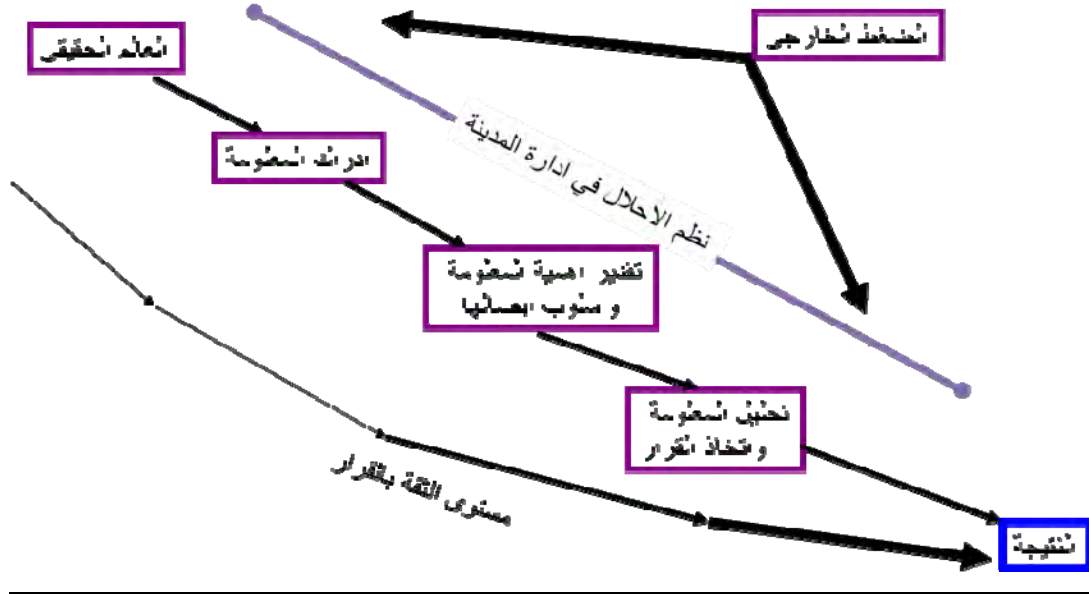 الضغط الخارجي
العالم الحقيقي
ادراك المعلومة
نظم الاحلال في ادارة المدينة
تقدير اهمية المعلومة
و سلوب ايصالها
تحليل المعلومة
و اتخاذ القرار
مستوى الثقة بالقرار
النتيجة